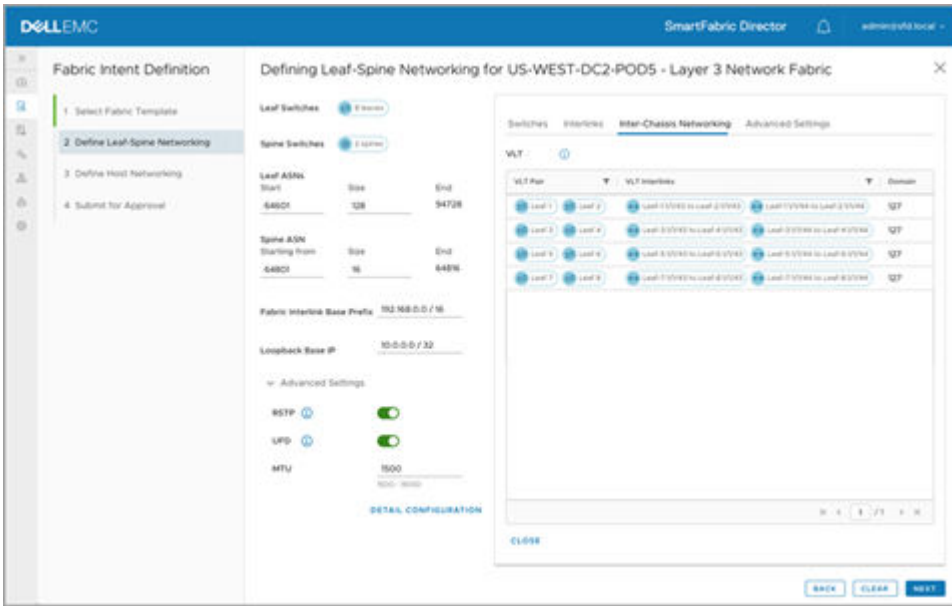 DELL EMC
SmartFabric Director
admin@sfd.local
Fabric Intent Definition
1 Select Fabric Template
2 Define Leaf-Spine Networking
3 Define Host Networking
4 Submit for Approval
Defining Leaf-Spine Networking for US-WEST-DC2-POD5 - Layer 3 Network Fabric
Leaf Switches
Spine Switches
Leaf ASNs
Start Size End
64601 128 94728
Spine ASN
Starting from Size End
64801 16 64816
Fabric Interlink Base Prefix 192.168.0.0 / 16
Loopback Base IP 10.0.0.0 / 32
Advanced Settings
RSTP
UFD
MTU 1500
DETAIL CONFIGURATION
Switches Interlinks Inter-Chassis Networking Advanced Settings
VLT
VLT Pair VLT Interlinks Domain
Leaf 1 Leaf 2 127
Leaf 3 Leaf 4 127
Leaf 5 Leaf 6 127
Leaf 7 Leaf 8 127
1 / 1
CLOSE
BACK CLEAR NEXT